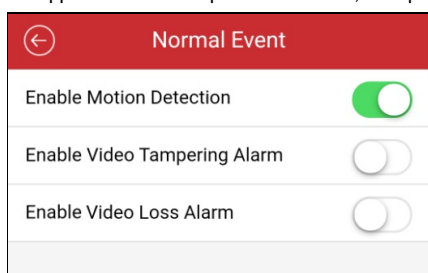 Normal Event
Enable Motion Detection
Enable Video Tampering Alarm
Enable Video Loss Alarm